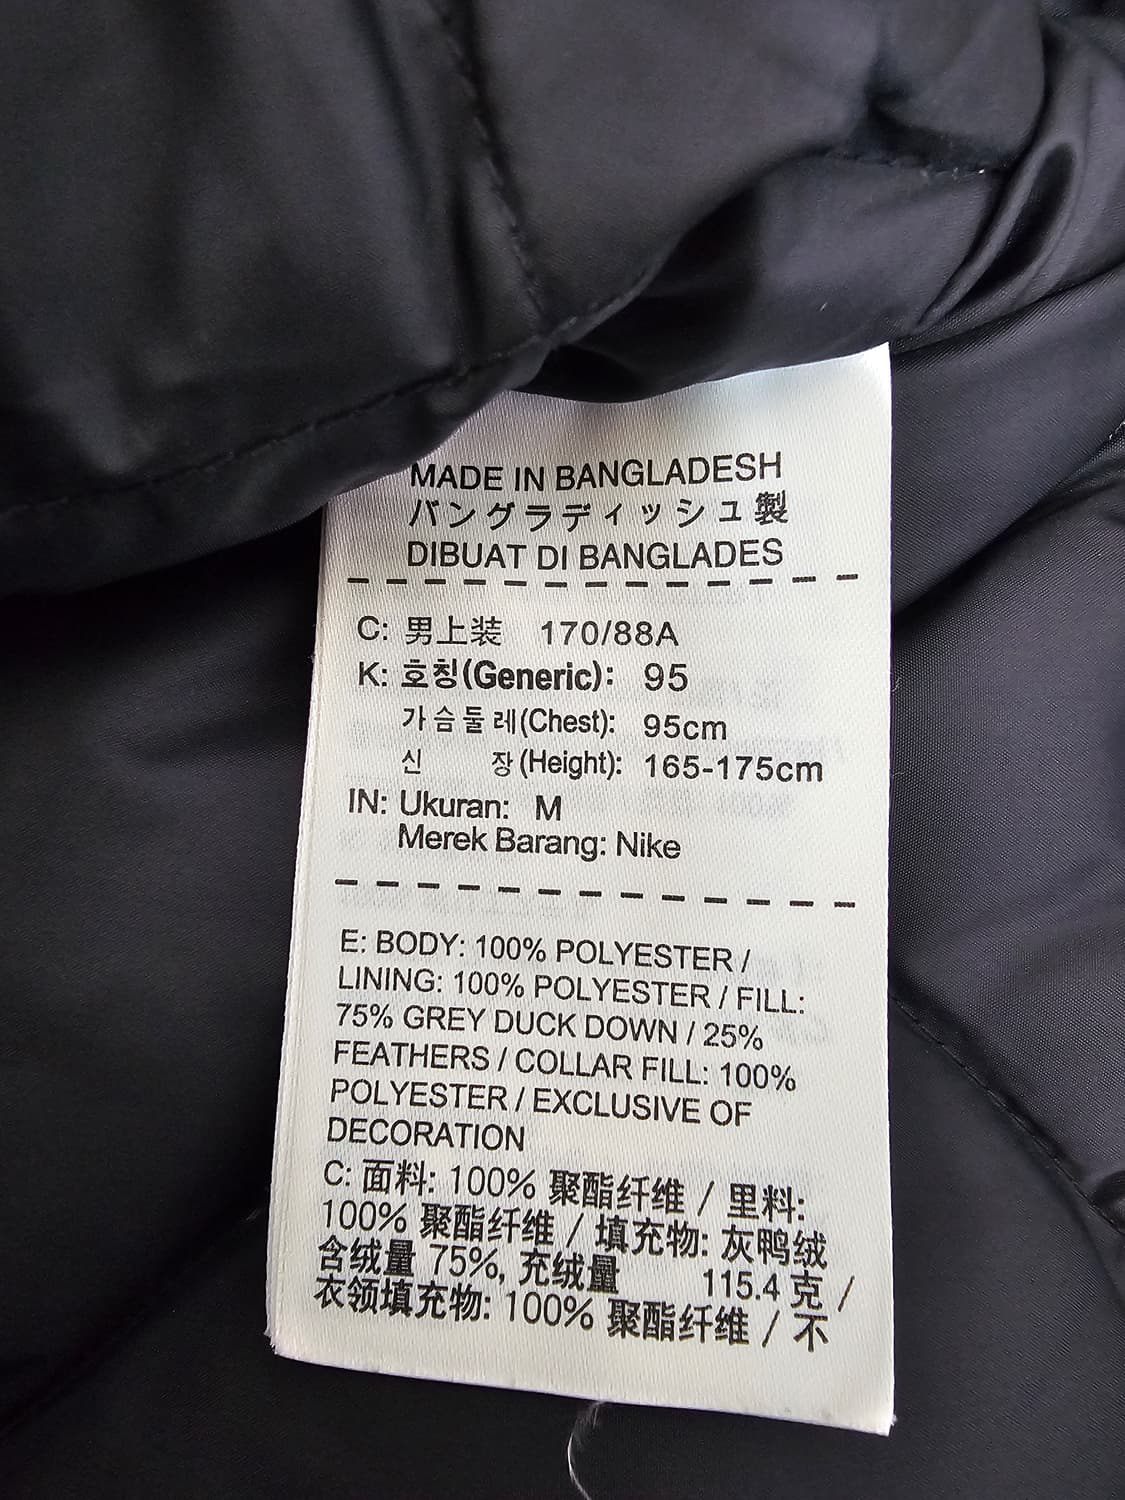 MADE IN BANGLADESH
バングラディッシュ製
DIBUAT DI BANGLADES
C: 男上装 170/88A
K: 호칭(Generic): 95
가슴둘레(Chest): 95cm
신 장(Height): 165-175cm
IN: Ukuran: M
Merek Barang: Nike
E: BODY: 100% POLYESTER /
LINING: 100% POLYESTER / FILL:
75% GREY DUCK DOWN / 25%
FEATHERS / COLLAR FILL: 100%
POLYESTER / EXCLUSIVE OF
DECORATION
C: 面料: 100% 聚酯纤维 / 里料:
100% 聚酯纤维 / 填充物: 灰鸭绒
含绒量 75%, 充绒量 115.4 克 /
衣领填充物: 100% 聚酯纤维 / 不